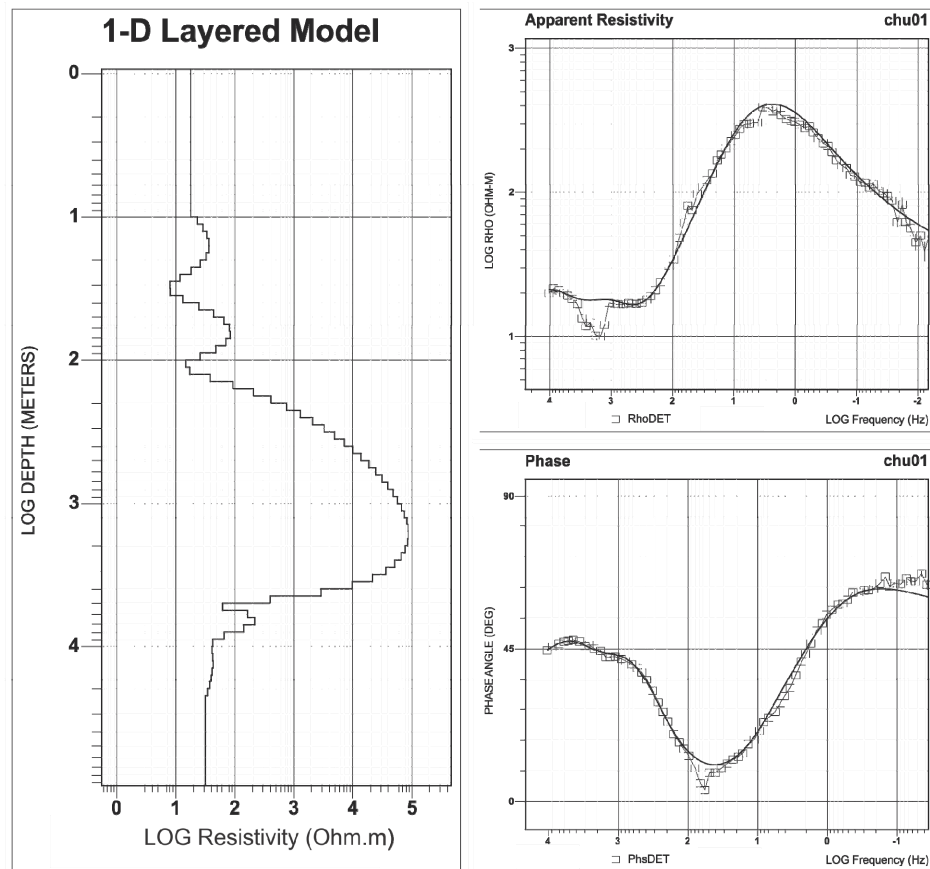 1-D Layered Model
0
1
2
3
4
LOG DEPTH (METERS)
0 1 2 3 4 5
LOG Resistivity (Ohm.m)
Apparent Resistivity chu01
3
2
1
LOG RHO (OHM-M)
4 3 2 1 0 -1 -2
RhoDET LOG Frequency (Hz)
Phase chu01
90
45
0
PHASE ANGLE (DEG)
4 3 2 1 0 -1
PhsDET LOG Frequency (Hz)